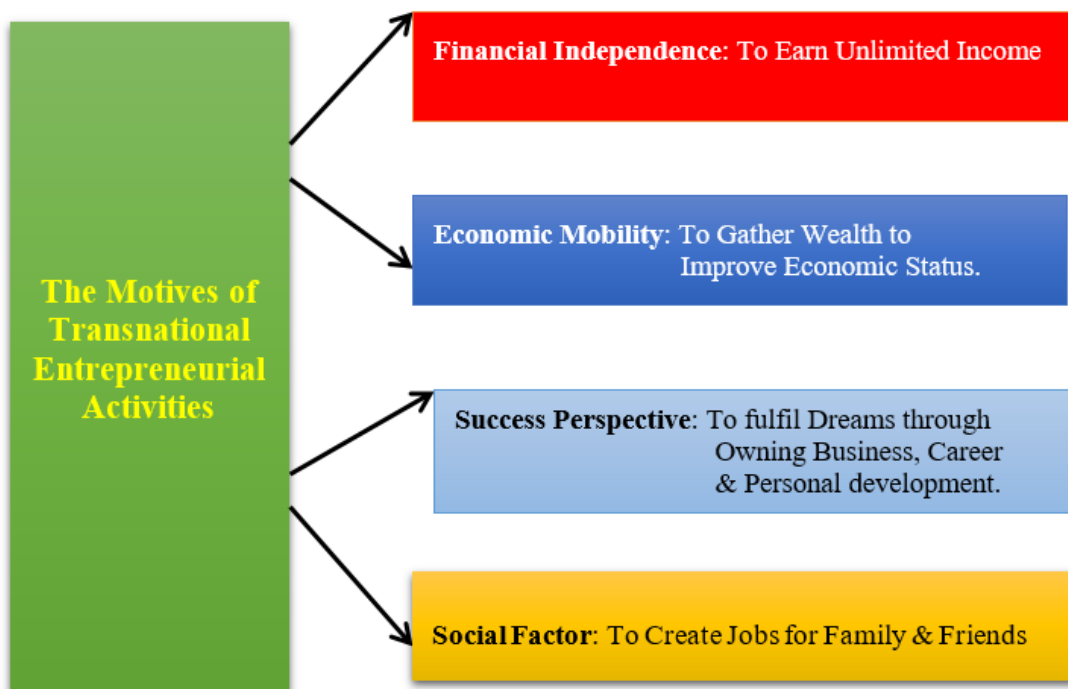 The Motives of
Transnational
Entrepreneurial
Activities
Financial Independence: To Earn Unlimited Income
Economic Mobility: To Gather Wealth to
Improve Economic Status.
Success Perspective: To fulfil Dreams through
Owning Business, Career
& Personal development.
Social Factor: To Create Jobs for Family & Friends